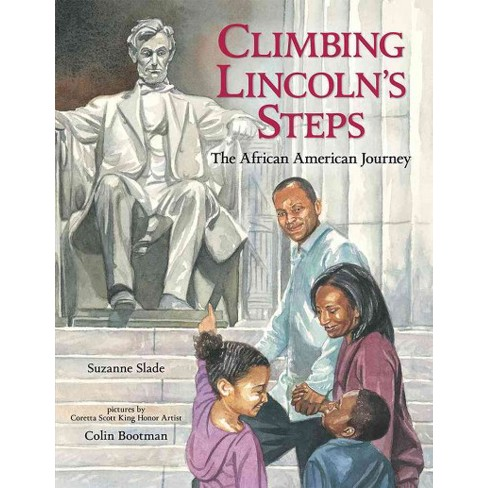 CLIMBING
LINCOLN'S
STEPS
The African American Journey
Suzanne Slade
pictures by
Coretta Scott King Honor Artist
Colin Bootman